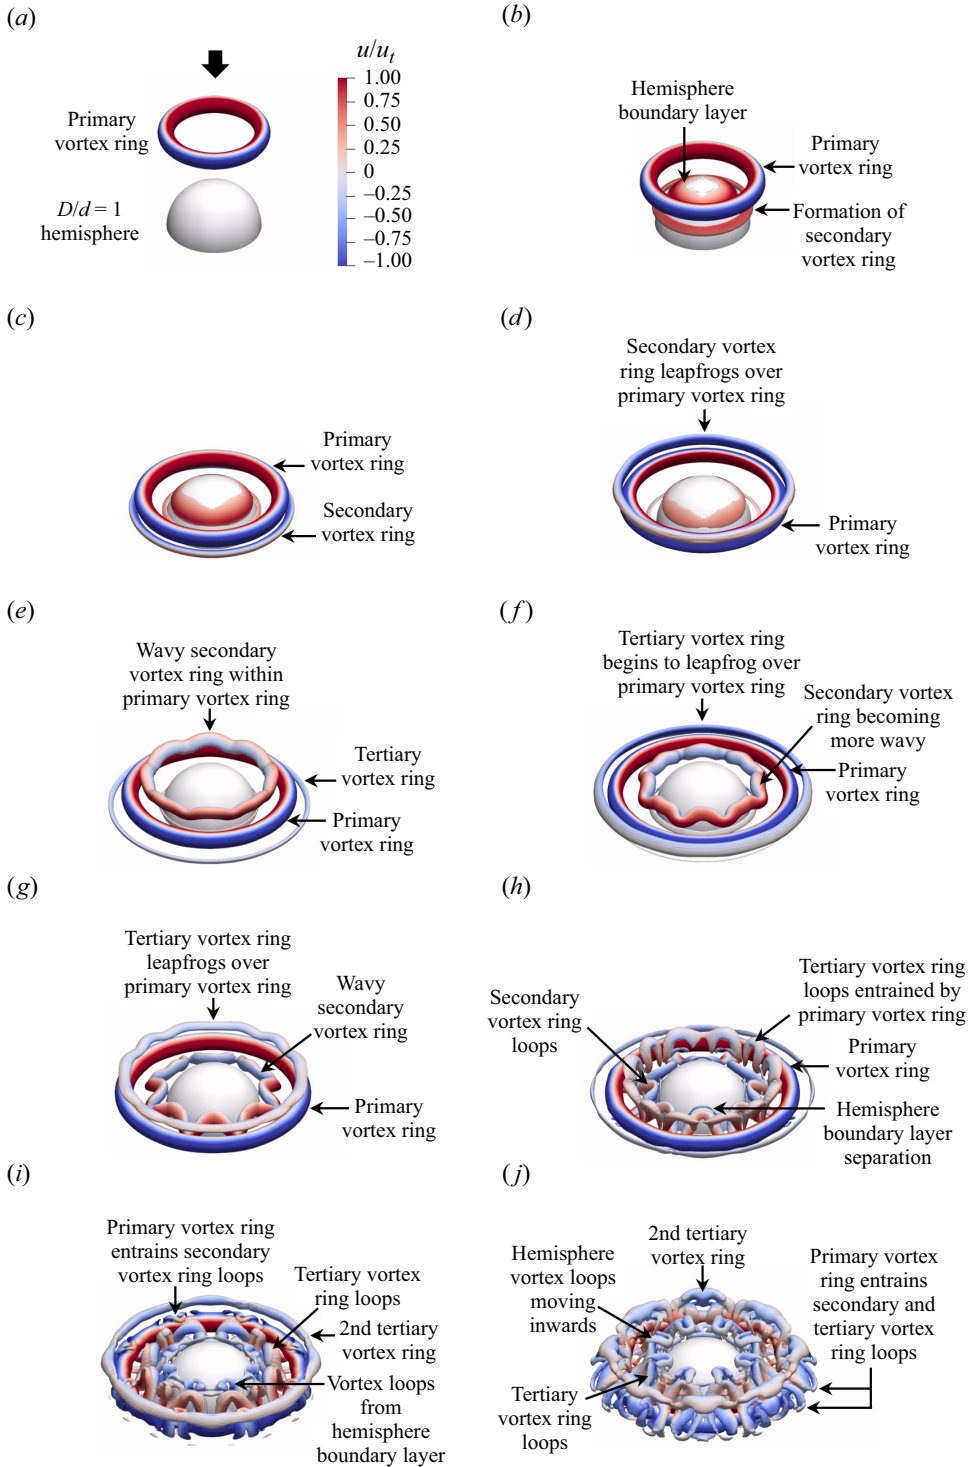 (a)
u/u_t
1.00
0.75
0.50
0.25
0
–0.25
–0.50
–0.75
–1.00
Primary
vortex ring
D/d = 1
hemisphere
(b)
Hemisphere
boundary layer
Primary
vortex ring
Formation of
secondary
vortex ring
(c)
Primary
vortex ring
Secondary
vortex ring
(d)
Secondary vortex
ring leapfrogs over
primary vortex ring
Primary
vortex ring
(e)
Wavy secondary
vortex ring within
primary vortex ring
Tertiary
vortex ring
Primary
vortex ring
(f)
Tertiary vortex ring
begins to leapfrog over
primary vortex ring
Secondary vortex
ring becoming
more wavy
Primary
vortex ring
(g)
Tertiary vortex ring
leapfrogs over
primary vortex ring
Wavy
secondary
vortex ring
Primary
vortex ring
(h)
Secondary
vortex ring
loops
Tertiary vortex ring
loops entrained by
primary vortex ring
Primary
vortex ring
Hemisphere
boundary layer
separation
(i)
Primary vortex ring
entrains secondary
vortex ring loops
Tertiary vortex
ring loops
2nd tertiary
vortex ring
Vortex loops
from
hemisphere
boundary layer
(j)
2nd tertiary
vortex ring
Hemisphere
vortex loops
moving
inwards
Tertiary
vortex ring
loops
Primary vortex
ring entrains
secondary and
tertiary vortex
ring loops